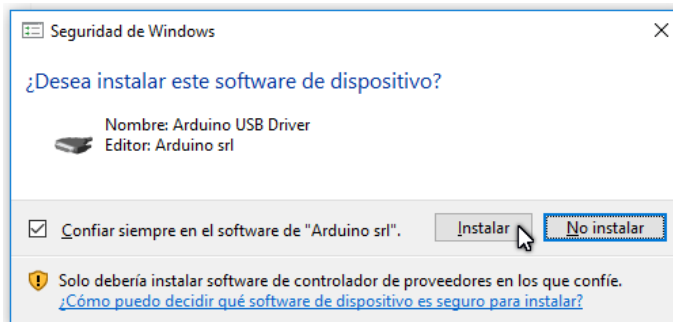 Seguridad de Windows
¿Desea instalar este software de dispositivo?
Nombre: Arduino USB Driver
Editor: Arduino srl
Confiar siempre en el software de "Arduino srl".
Instalar
No instalar
Solo debería instalar software de controlador de proveedores en los que confíe.
¿Cómo puedo decidir qué software de dispositivo es seguro para instalar?